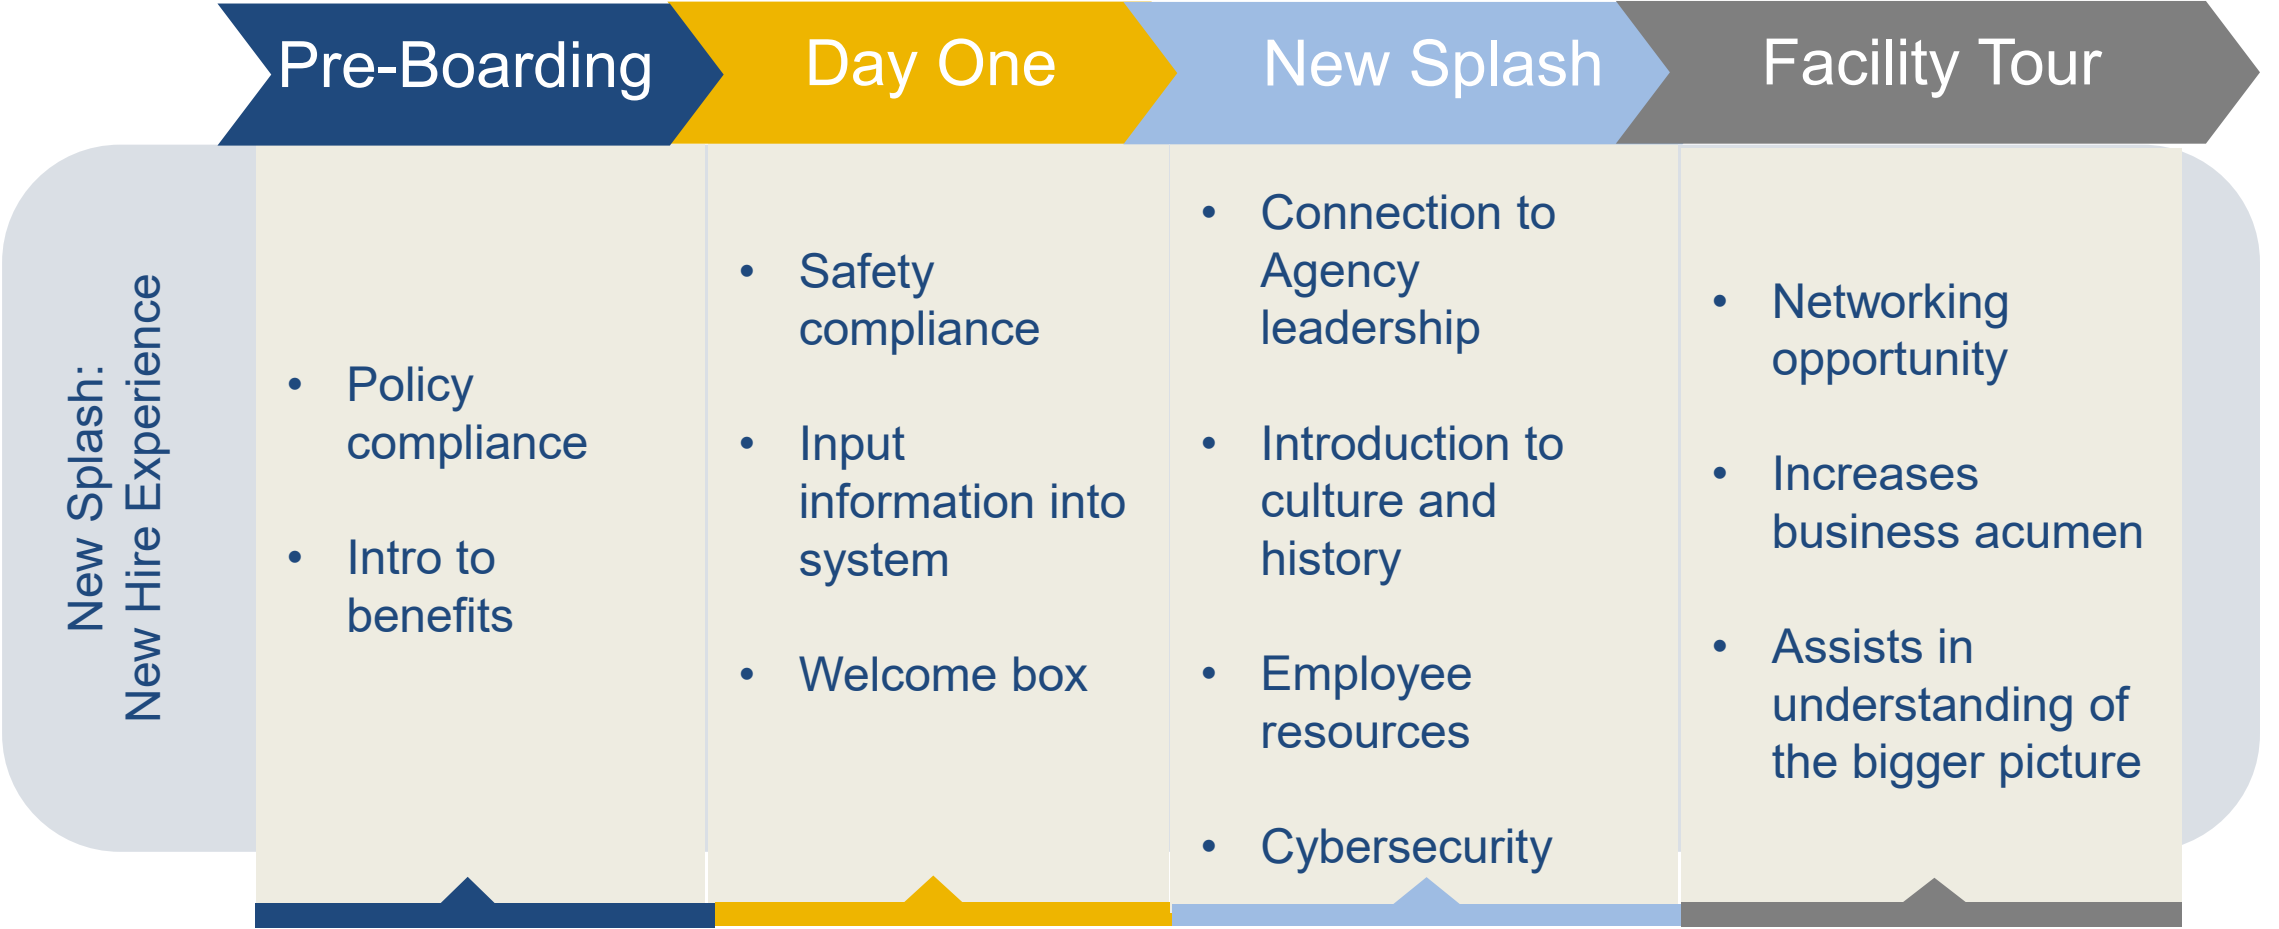 Pre-Boarding
Day One
New Splash
Facility Tour
New Splash:
New Hire Experience
• Policy
compliance
• Intro to
benefits
• Safety
compliance
• Input
information into
system
• Welcome box
• Connection to
Agency
leadership
• Introduction to
culture and
history
• Employee
resources
• Cybersecurity
• Networking
opportunity
• Increases
business acumen
• Assists in
understanding of
the bigger picture